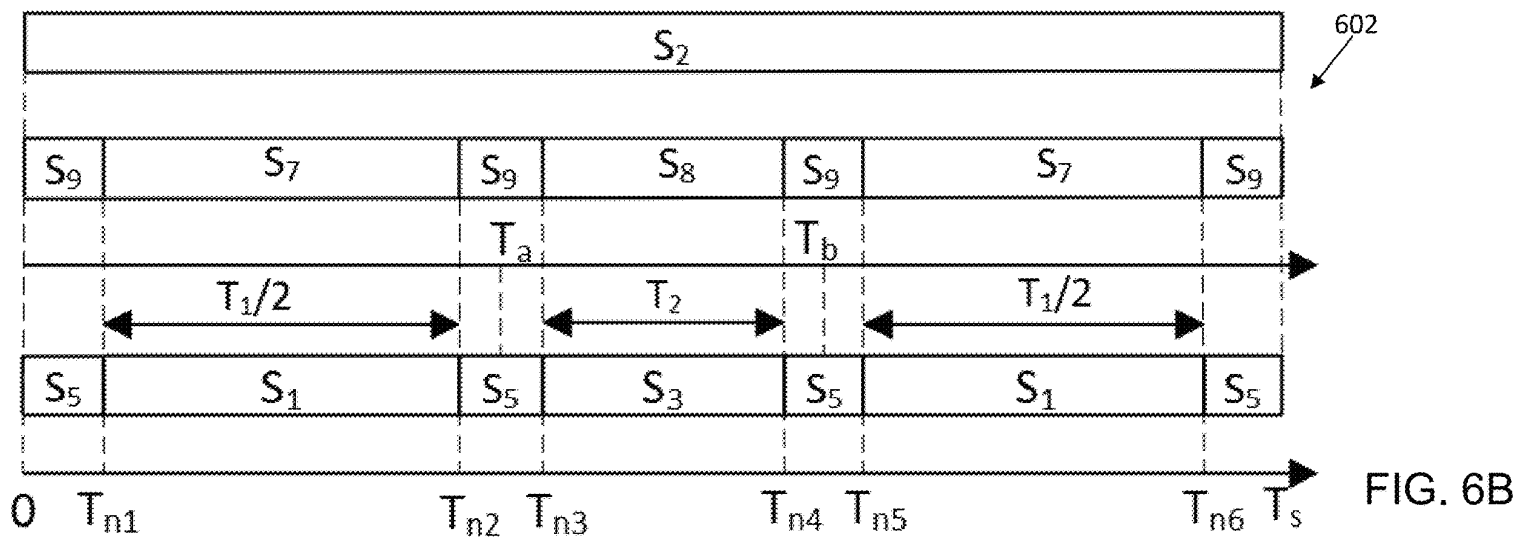 S₂
602
S₉ S₇ S₉ S₈ S₉ S₇ S₉
Tₐ T_b
T₁/2 T₂ T₁/2
S₅ S₁ S₅ S₃ S₅ S₁ S₅
0 Tₙ₁ Tₙ₂ Tₙ₃ Tₙ₄ Tₙ₅ Tₙ₆ Tₛ
FIG. 6B